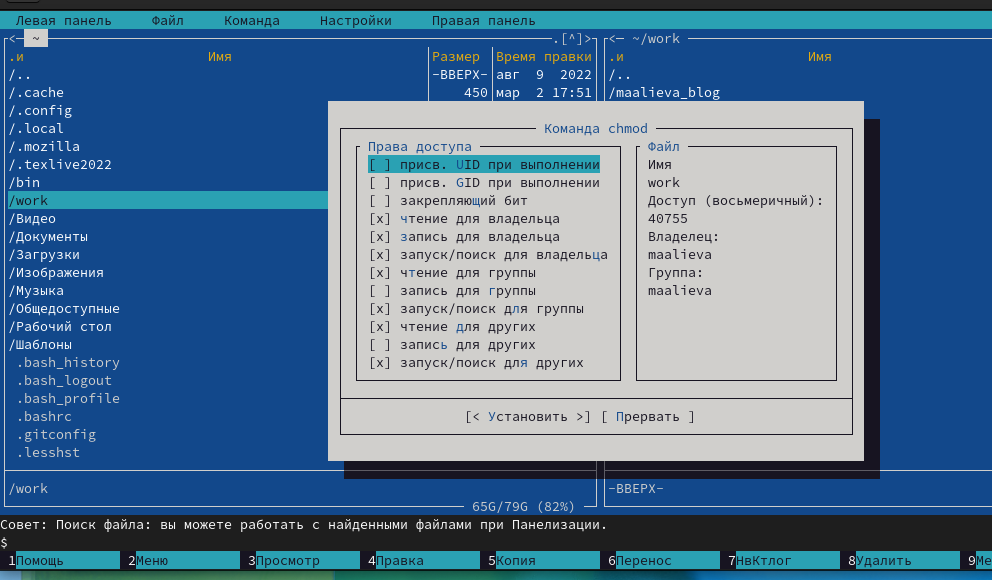 Левая панель Файл Команда Настройки Правая панель
<─ ~ .[^]> <─ ~/work
.и Имя Размер Время правки .и Имя
/.. -ВВЕРХ- авг 9 2022 /..
/.cache 450 мар 2 17:51 /maalieva_blog
/.config
/.local
/.mozilla
/.texlive2022
/bin
/work
/Видео
/Документы
/Загрузки
/Изображения
/Музыка
/Общедоступные
/Рабочий стол
/Шаблоны
.bash_history
.bash_logout
.bash_profile
.bashrc
.gitconfig
.lesshst
Команда chmod
Права доступа
[ ] присв. UID при выполнении
[ ] присв. GID при выполнении
[ ] закрепляющий бит
[x] чтение для владельца
[x] запись для владельца
[x] запуск/поиск для владельца
[x] чтение для группы
[ ] запись для группы
[x] запуск/поиск для группы
[x] чтение для других
[ ] запись для других
[x] запуск/поиск для других
Файл
Имя
work
Доступ (восьмеричный):
40755
Владелец:
maalieva
Группа:
maalieva
[< Установить >] [ Прервать ]
/work -ВВЕРХ-
65G/79G (82%)
Совет: Поиск файла: вы можете работать с найденными файлами при Панелизации.
$
1Помощь 2Меню 3Просмотр 4Правка 5Копия 6Перенос 7НвКтлог 8Удалить 9Ме